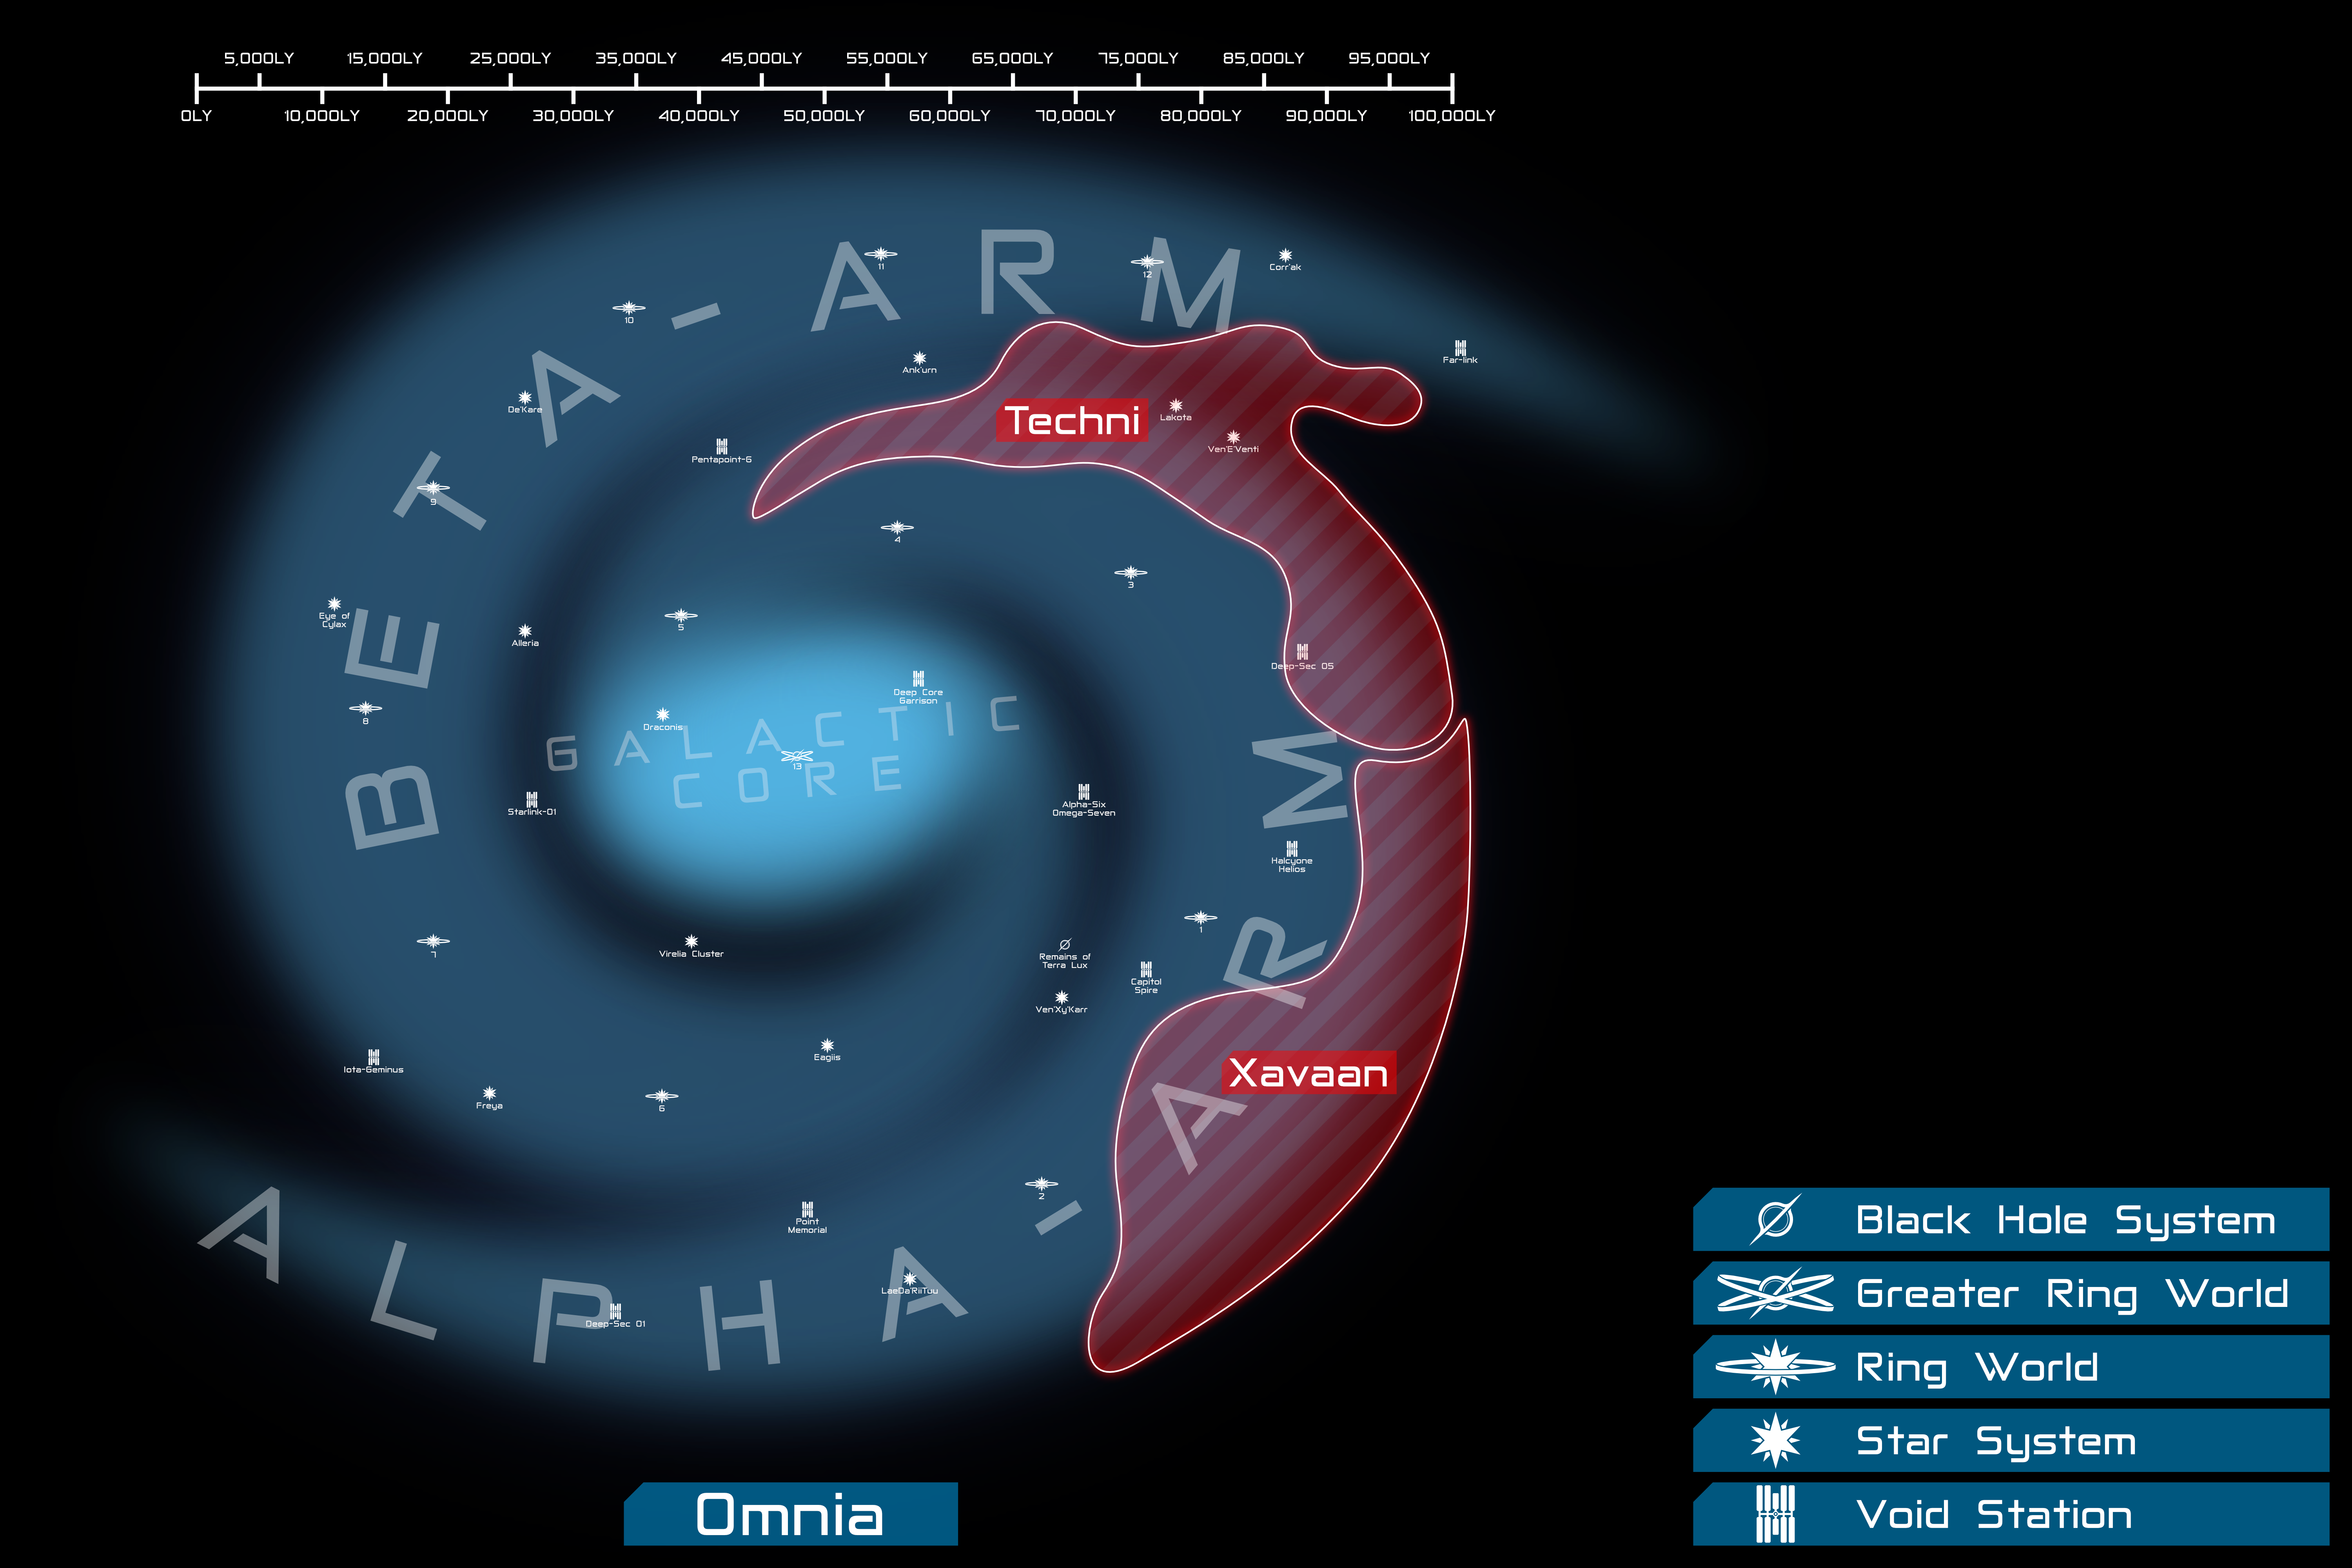 5,000LY 15,000LY 25,000LY 35,000LY 45,000LY 55,000LY 65,000LY 75,000LY 85,000LY 95,000LY
0LY 10,000LY 20,000LY 30,000LY 40,000LY 50,000LY 60,000LY 70,000LY 80,000LY 90,000LY 100,000LY
BETA-ARM
11
12
Corr'ak
10
Far-link
Ank'urn
De'Kare
Techni
Lakota
Ven'E'Venti
Pentapoint-6
9
4
3
Eye of
Cylax
5
Alleria
Deep-Sec 05
Deep Core
Garrison
8
Draconis
GALACTIC
CORE
13
Starlink-01
Alpha-Six
Omega-Seven
Halcyone
Helios
1
7
Virelia Cluster
Remains of
Terra Lux
Capitol
Spire
Ven'Xy'Karr
Eagiis
Iota-Geminus
Xavaan
Freya
6
2
Point
Memorial
LaeDa'RiiTuu
Deep-Sec 01
ALPHA-ARM
Black Hole System
Greater Ring World
Ring World
Star System
Void Station
Omnia